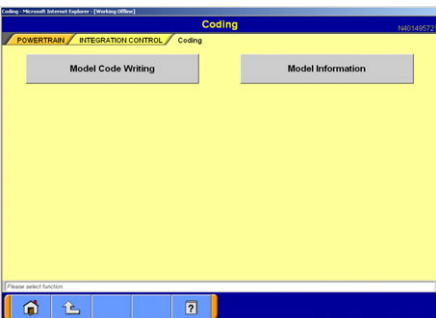 Coding - Microsoft Internet Explorer - [Working Offline]
Coding
N401495721
POWERTRAIN INTEGRATION CONTROL Coding
Model Code Writing Model Information
Please select function
?